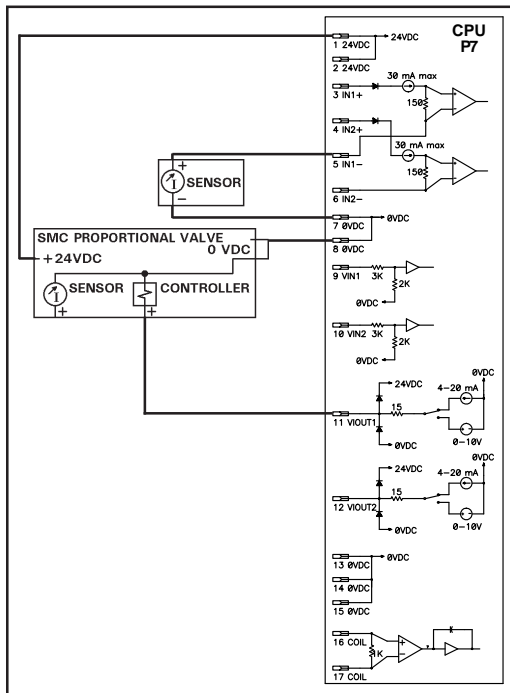 CPU
P7
1 24VDC
24VDC
2 24VDC
30 mA max
3 IN1+
150
4 IN2+
30 mA max
5 IN1-
150
6 IN2-
+
SENSOR
I
−
7 0VDC
0VDC
8 0VDC
SMC PROPORTIONAL VALVE
0 VDC
−
+ 24VDC
SENSOR
I
+
CONTROLLER
+
9 VIN1
3K
2K
0VDC
10 VIN2
3K
2K
0VDC
0VDC
24VDC
4-20 mA
15
11 VIOUT1
0VDC
0-10V
0VDC
24VDC
4-20 mA
15
12 VIOUT2
0VDC
0-10V
13 0VDC
0VDC
14 0VDC
15 0VDC
16 COIL
1K
+
−
17 COIL